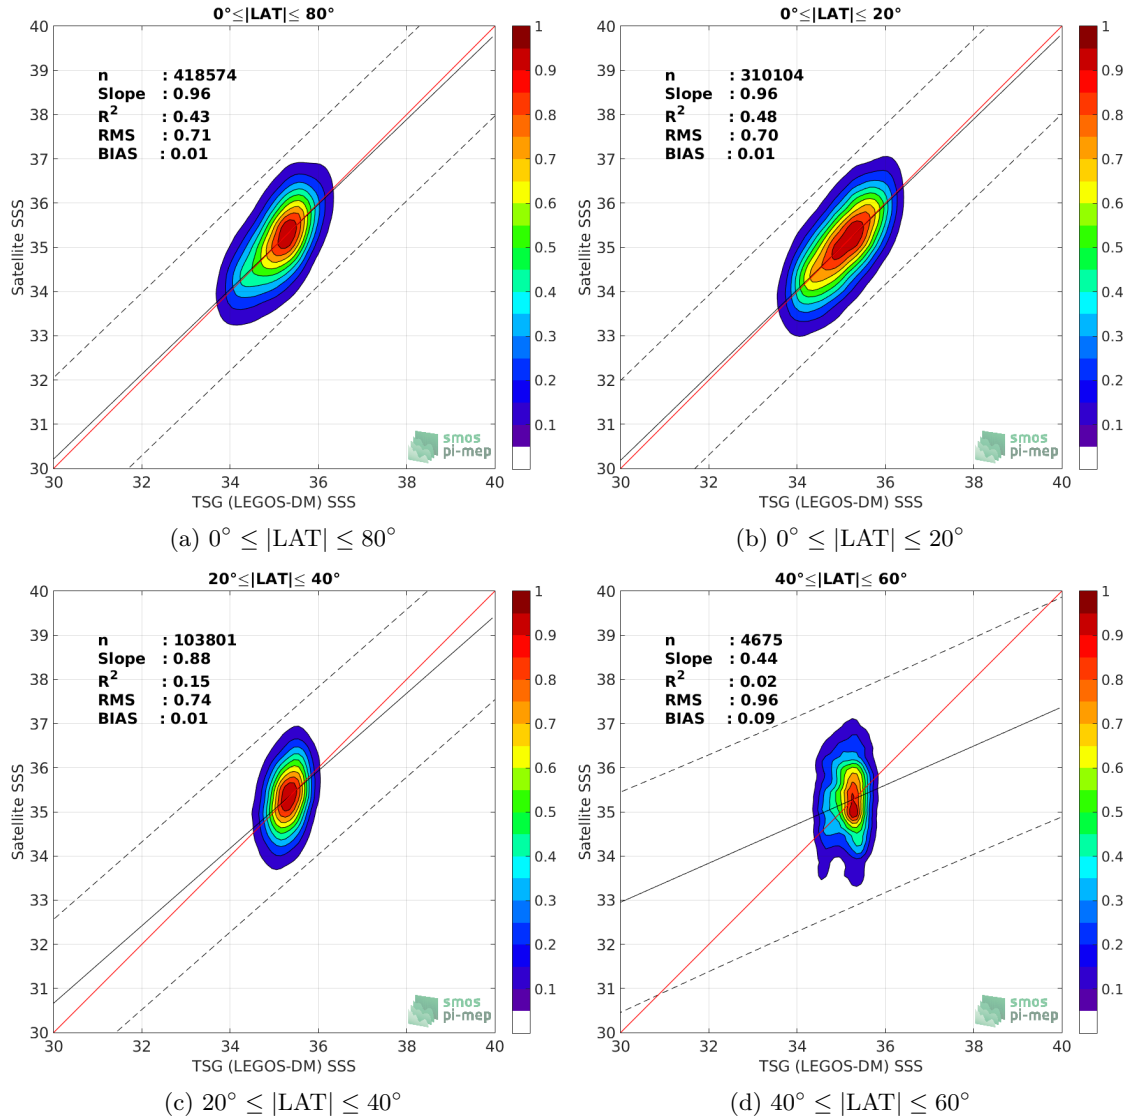 0°≤|LAT|≤ 80°
n : 418574
Slope : 0.96
R² : 0.43
RMS : 0.71
BIAS : 0.01
40
39
38
37
36
35
34
33
32
31
30
Satellite SSS
30 32 34 36 38 40
TSG (LEGOS-DM) SSS
smos
pi-mep
1
0.9
0.8
0.7
0.6
0.5
0.4
0.3
0.2
0.1
(a) 0° ≤ |LAT| ≤ 80°
0°≤|LAT|≤ 20°
n : 310104
Slope : 0.96
R² : 0.48
RMS : 0.70
BIAS : 0.01
40
39
38
37
36
35
34
33
32
31
30
Satellite SSS
30 32 34 36 38 40
TSG (LEGOS-DM) SSS
smos
pi-mep
1
0.9
0.8
0.7
0.6
0.5
0.4
0.3
0.2
0.1
(b) 0° ≤ |LAT| ≤ 20°
20°≤|LAT|≤ 40°
n : 103801
Slope : 0.88
R² : 0.15
RMS : 0.74
BIAS : 0.01
40
39
38
37
36
35
34
33
32
31
30
Satellite SSS
30 32 34 36 38 40
TSG (LEGOS-DM) SSS
smos
pi-mep
1
0.9
0.8
0.7
0.6
0.5
0.4
0.3
0.2
0.1
(c) 20° ≤ |LAT| ≤ 40°
40°≤|LAT|≤ 60°
n : 4675
Slope : 0.44
R² : 0.02
RMS : 0.96
BIAS : 0.09
40
39
38
37
36
35
34
33
32
31
30
Satellite SSS
30 32 34 36 38 40
TSG (LEGOS-DM) SSS
smos
pi-mep
1
0.9
0.8
0.7
0.6
0.5
0.4
0.3
0.2
0.1
(d) 40° ≤ |LAT| ≤ 60°